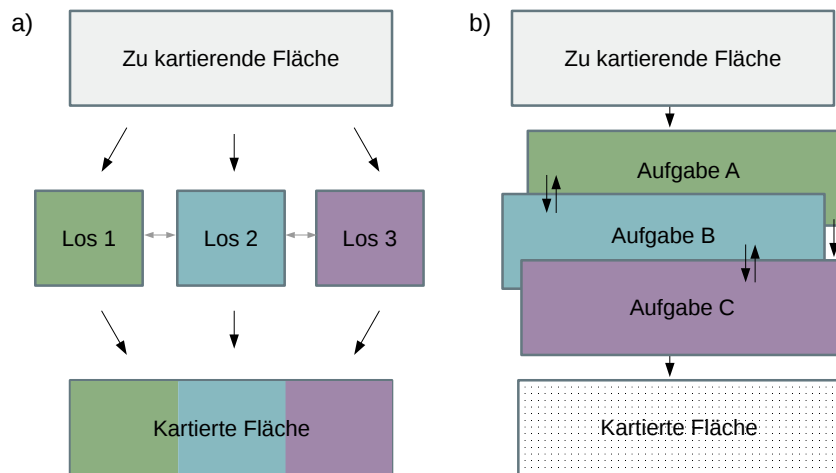 a)
Zu kartierende Fläche
Los 1
Los 2
Los 3
Kartierte Fläche
b)
Zu kartierende Fläche
Aufgabe A
Aufgabe B
Aufgabe C
Kartierte Fläche